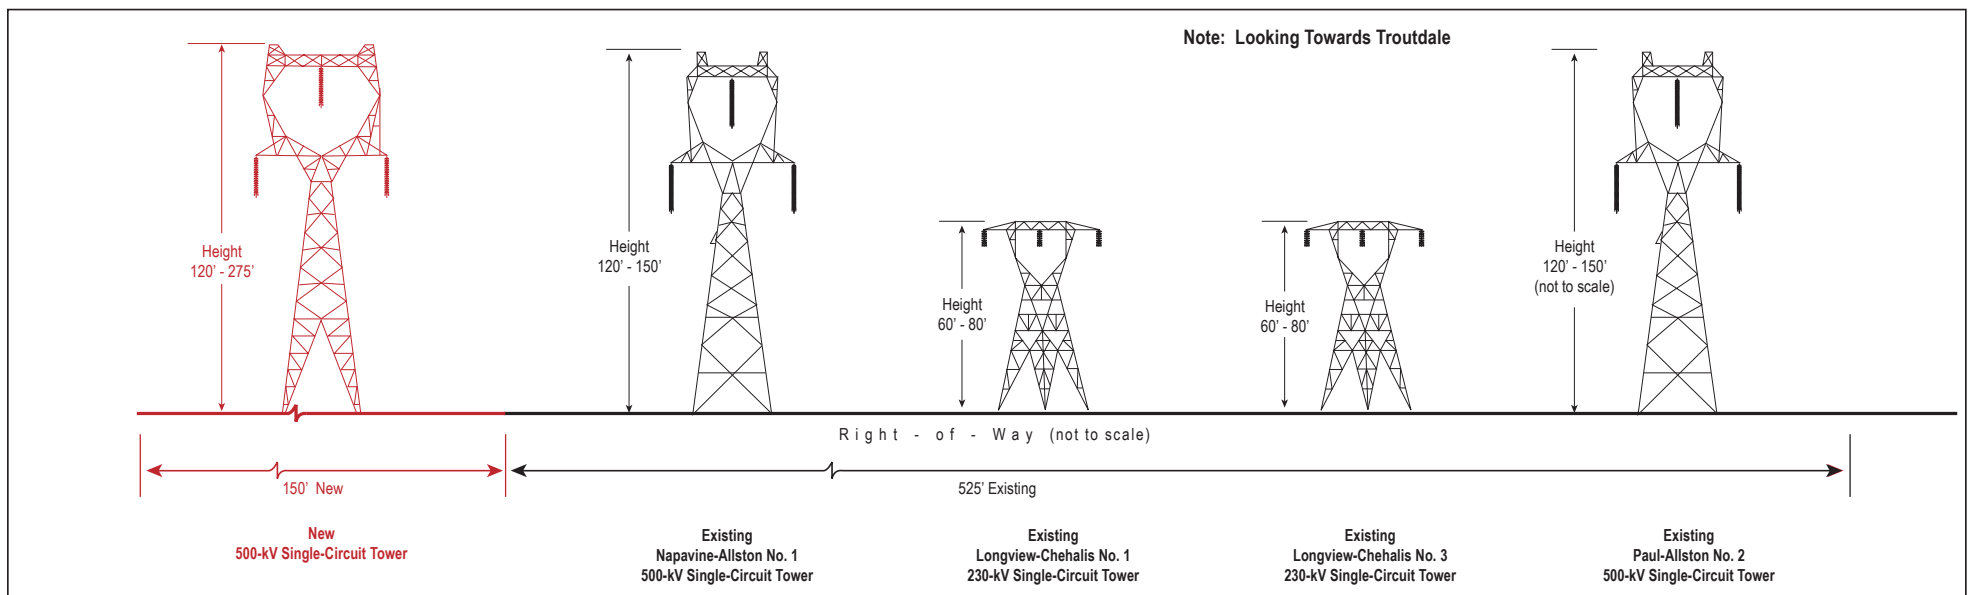 Note: Looking Towards Troutdale
Height
120' - 275'
Height
120' - 150'
Height
60' - 80'
Height
60' - 80'
Height
120' - 150'
(not to scale)
Right - of - Way (not to scale)
150' New
525' Existing
New
500-kV Single-Circuit Tower
Existing
Napavine-Allston No. 1
500-kV Single-Circuit Tower
Existing
Longview-Chehalis No. 1
230-kV Single-Circuit Tower
Existing
Longview-Chehalis No. 3
230-kV Single-Circuit Tower
Existing
Paul-Allston No. 2
500-kV Single-Circuit Tower